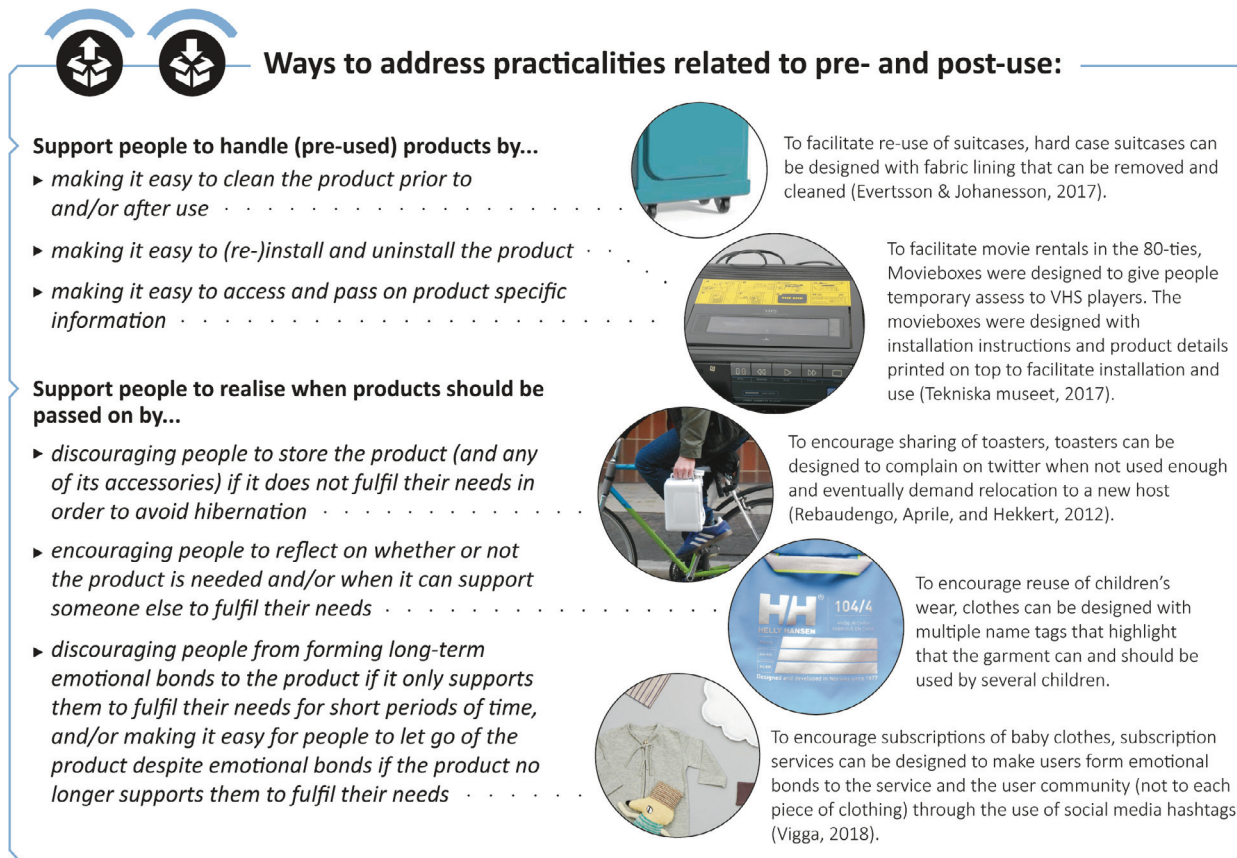 Ways to address practicalities related to pre- and post-use:
Support people to handle (pre-used) products by...
▸ making it easy to clean the product prior to
and/or after use
▸ making it easy to (re-)install and uninstall the product
▸ making it easy to access and pass on product specific
information
Support people to realise when products should be
passed on by...
▸ discouraging people to store the product (and any
of its accessories) if it does not fulfil their needs in
order to avoid hibernation
▸ encouraging people to reflect on whether or not
the product is needed and/or when it can support
someone else to fulfil their needs
▸ discouraging people from forming long-term
emotional bonds to the product if it only supports
them to fulfil their needs for short periods of time,
and/or making it easy for people to let go of the
product despite emotional bonds if the product no
longer supports them to fulfil their needs
To facilitate re-use of suitcases, hard case suitcases can
be designed with fabric lining that can be removed and
cleaned (Evertsson & Johanesson, 2017).
To facilitate movie rentals in the 80-ties,
Movieboxes were designed to give people
temporary assess to VHS players. The
movieboxes were designed with
installation instructions and product details
printed on top to facilitate installation and
use (Tekniska museet, 2017).
To encourage sharing of toasters, toasters can be
designed to complain on twitter when not used enough
and eventually demand relocation to a new host
(Rebaudengo, Aprile, and Hekkert, 2012).
HH®
HELLY HANSEN
104/4
Designed and developed in Norway since 1877
To encourage reuse of children's
wear, clothes can be designed with
multiple name tags that highlight
that the garment can and should be
used by several children.
To encourage subscriptions of baby clothes, subscription
services can be designed to make users form emotional
bonds to the service and the user community (not to each
piece of clothing) through the use of social media hashtags
(Vigga, 2018).